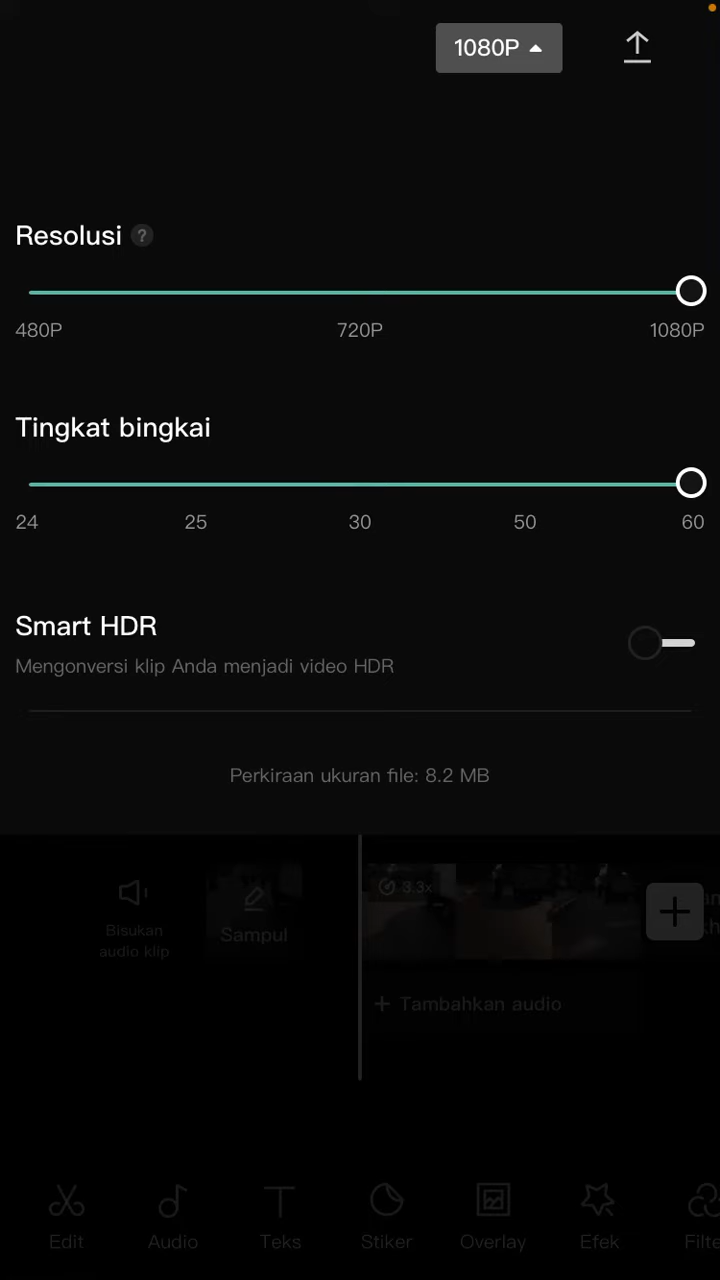 1080P
Resolusi ?
480P 720P 1080P
Tingkat bingkai
24 25 30 50 60
Smart HDR
Mengonversi klip Anda menjadi video HDR
Perkiraan ukuran file: 8.2 MB
3.3x
Bisukan
audio klip
Sampul
+ Tambahkan audio
Edit Audio Teks Stiker Overlay Efek Filte